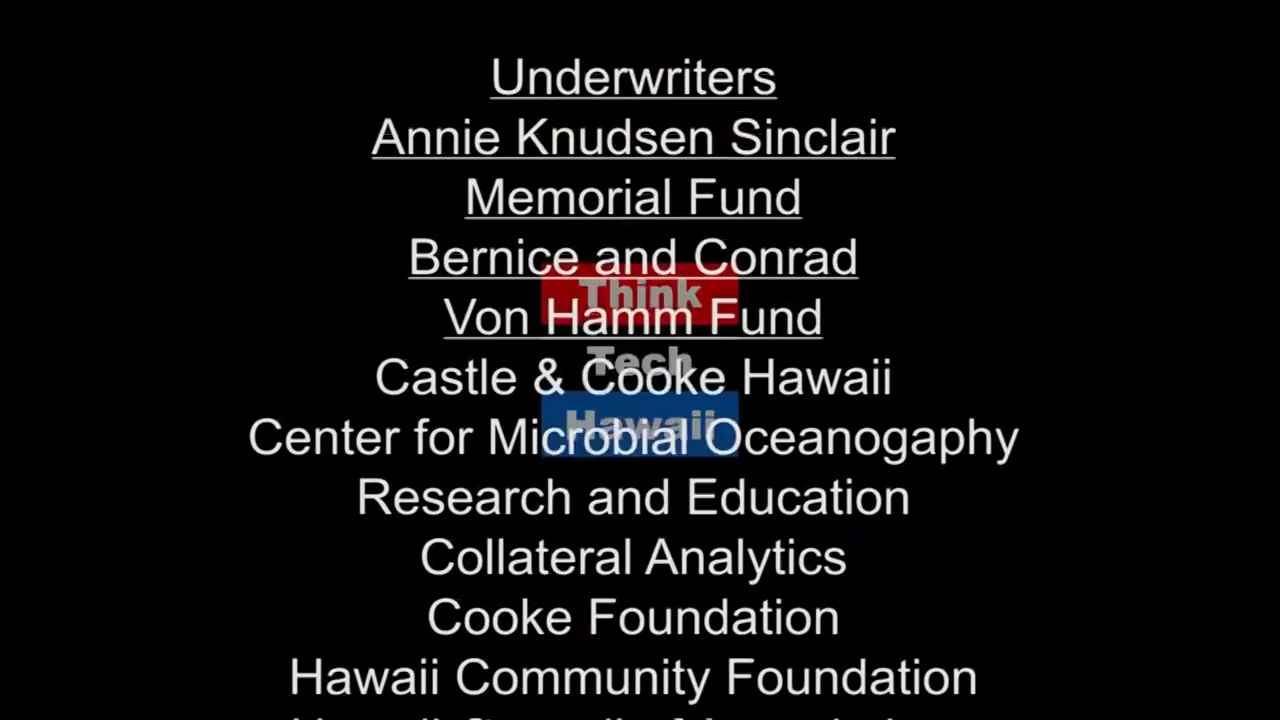 Underwriters
Annie Knudsen Sinclair
Memorial Fund
Bernice and Conrad
Think
Von Hamm Fund
Tech
Castle & Cooke Hawaii
Hawaii
Center for Microbial Oceanogaphy
Research and Education
Collateral Analytics
Cooke Foundation
Hawaii Community Foundation